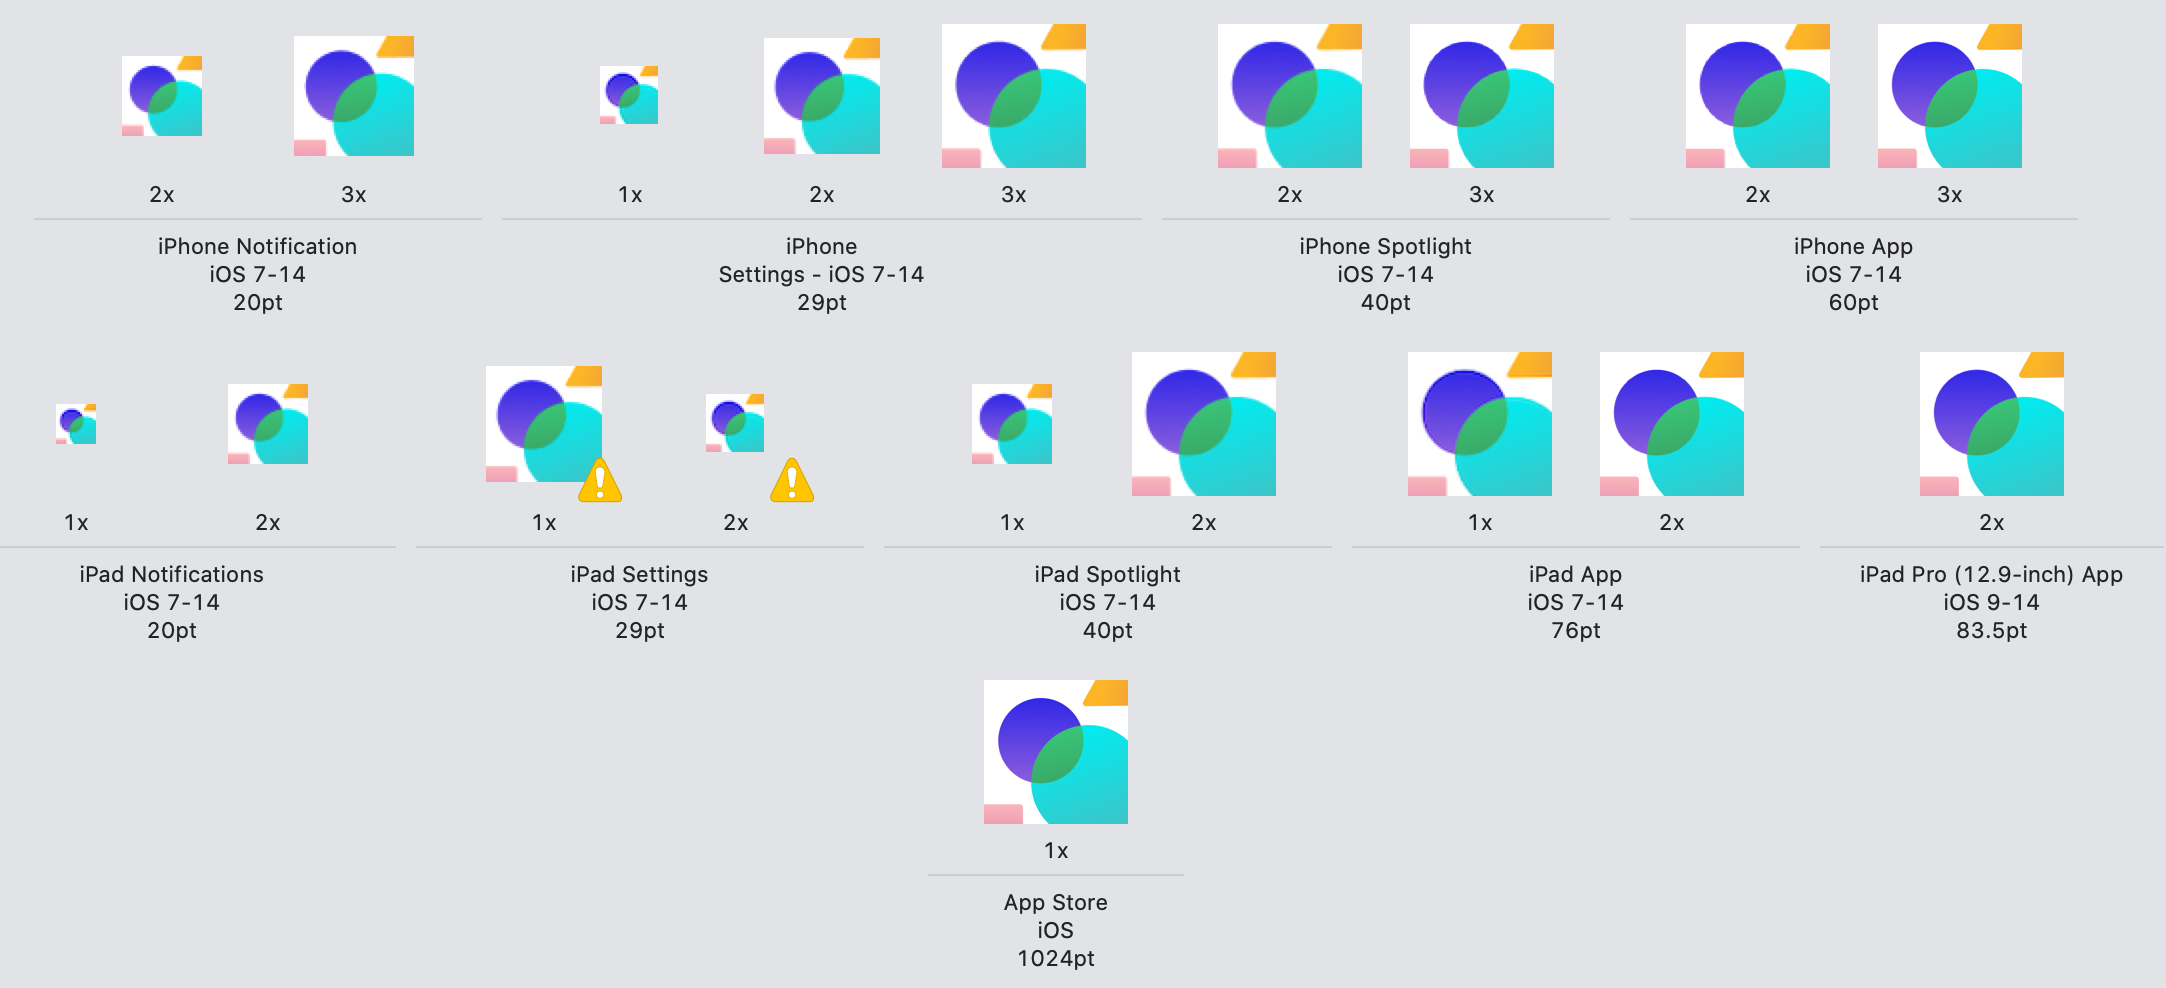 2x 3x 1x 2x 3x 2x 3x 2x 3x
iPhone Notification
iOS 7-14
20pt
iPhone
Settings - iOS 7-14
29pt
iPhone Spotlight
iOS 7-14
40pt
iPhone App
iOS 7-14
60pt
1x 2x 1x 2x 1x 2x 1x 2x 2x
iPad Notifications
iOS 7-14
20pt
iPad Settings
iOS 7-14
29pt
iPad Spotlight
iOS 7-14
40pt
iPad App
iOS 7-14
76pt
iPad Pro (12.9-inch) App
iOS 9-14
83.5pt
1x
App Store
iOS
1024pt